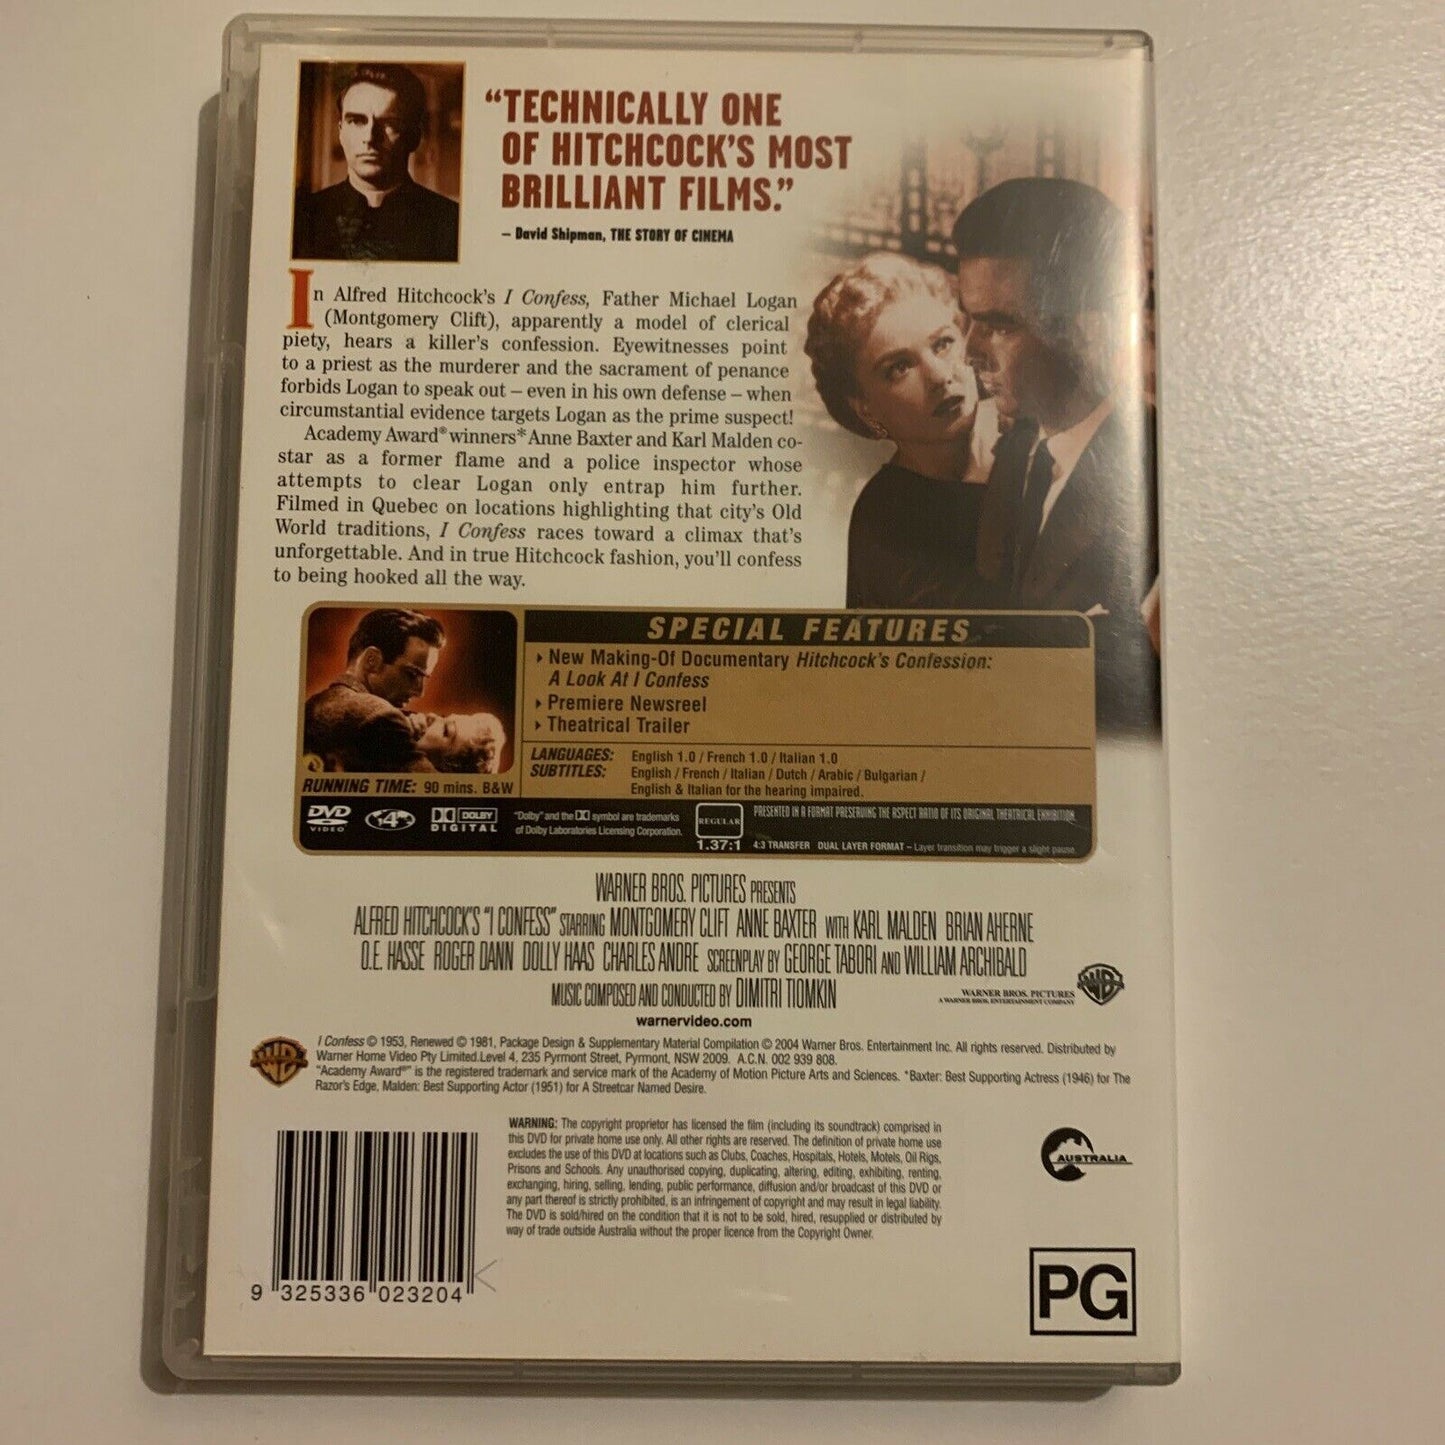 “TECHNICALLY ONE
OF HITCHCOCK’S MOST
BRILLIANT FILMS.”
– David Shipman, THE STORY OF CINEMA
In Alfred Hitchcock’s I Confess, Father Michael Logan
(Montgomery Clift), apparently a model of clerical
piety, hears a killer’s confession. Eyewitnesses point
to a priest as the murderer and the sacrament of penance
forbids Logan to speak out – even in his own defense – when
circumstantial evidence targets Logan as the prime suspect!
Academy Award® winners* Anne Baxter and Karl Malden co-
star as a former flame and a police inspector whose
attempts to clear Logan only entrap him further.
Filmed in Quebec on locations highlighting that city’s Old
World traditions, I Confess races toward a climax that’s
unforgettable. And in true Hitchcock fashion, you’ll confess
to being hooked all the way.
SPECIAL FEATURES
New Making-Of Documentary Hitchcock’s Confession:
A Look At I Confess
Premiere Newsreel
Theatrical Trailer
LANGUAGES: English 1.0 / French 1.0 / Italian 1.0
SUBTITLES: English / French / Italian / Dutch / Arabic / Bulgarian /
English & Italian for the hearing impaired.
RUNNING TIME: 90 mins. B&W
DVD VIDEO
4
DOLBY DIGITAL
“Dolby” and the symbol are trademarks
of Dolby Laboratories Licensing Corporation.
REGULAR
1.37:1
PRESENTED IN A FORMAT PRESERVING THE ASPECT RATIO OF ITS ORIGINAL THEATRICAL EXHIBITION.
4:3 TRANSFER DUAL LAYER FORMAT – Layer transition may trigger a slight pause.
WARNER BROS. PICTURES PRESENTS
ALFRED HITCHCOCK’S “I CONFESS” STARRING MONTGOMERY CLIFT ANNE BAXTER WITH KARL MALDEN BRIAN AHERNE
O.E. HASSE ROGER DANN DOLLY HAAS CHARLES ANDRE SCREENPLAY BY GEORGE TABORI AND WILLIAM ARCHIBALD
MUSIC COMPOSED AND CONDUCTED BY DIMITRI TIOMKIN
WARNER BROS. PICTURES
A WARNER BROS. ENTERTAINMENT COMPANY
WB
warnervideo.com
WB
I Confess © 1953, Renewed © 1981, Package Design & Supplementary Material Compilation © 2004 Warner Bros. Entertainment Inc. All rights reserved. Distributed by
Warner Home Video Pty Limited.Level 4, 235 Pyrmont Street, Pyrmont, NSW 2009. A.C.N. 002 939 808.
“Academy Award®” is the registered trademark and service mark of the Academy of Motion Picture Arts and Sciences. *Baxter: Best Supporting Actress (1946) for The
Razor’s Edge, Malden: Best Supporting Actor (1951) for A Streetcar Named Desire.
WARNING: The copyright proprietor has licensed the film (including its soundtrack) comprised in
this DVD for private home use only. All other rights are reserved. The definition of private home use
excludes the use of this DVD at locations such as Clubs, Coaches, Hospitals, Hotels, Motels, Oil Rigs,
Prisons and Schools. Any unauthorised copying, duplicating, altering, editing, exhibiting, renting,
exchanging, hiring, selling, lending, public performance, diffusion and/or broadcast of this DVD or
any part thereof is strictly prohibited, is an infringement of copyright and may result in legal liability.
The DVD is sold/hired on the condition that it is not to be sold, hired, resupplied or distributed by
way of trade outside Australia without the proper licence from the Copyright Owner.
AUSTRALIA
9 325336 023204
PG